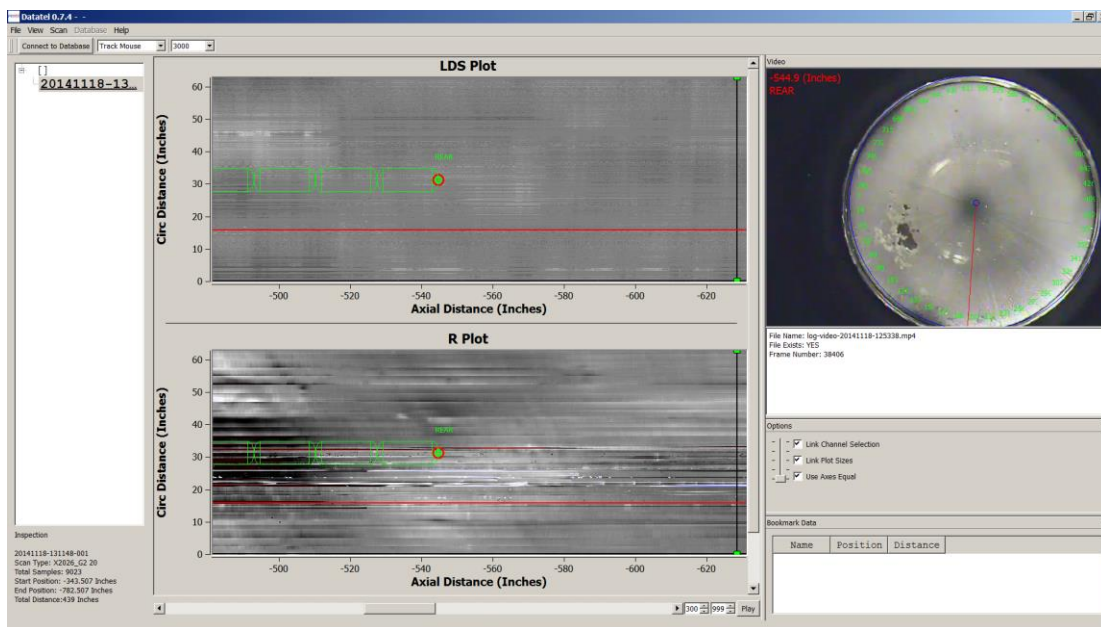 Datatel 0.7.4 - -
File View Scan Database Help
Connect to Database Track Mouse 3000
[]
20141118-13...
Inspection
20141118-131148-001
Scan Type: X2026_G2 20
Total Samples: 9023
Start Position: -343.507 Inches
End Position: -782.507 Inches
Total Distance:439 Inches
LDS Plot
Circ Distance (Inches)
60
50
40
30
20
10
0
REAR
-500 -520 -540 -560 -580 -600 -620
Axial Distance (Inches)
R Plot
Circ Distance (Inches)
60
50
40
30
20
10
0
REAR
-500 -520 -540 -560 -580 -600 -620
Axial Distance (Inches)
300 999 Play
Video
-544.9 (Inches)
REAR
File Name: log-video-20141118-125338.mp4
File Exists: YES
Frame Number: 38406
Options
Link Channel Selection
Link Plot Sizes
Use Axes Equal
Bookmark Data
Name Position Distance